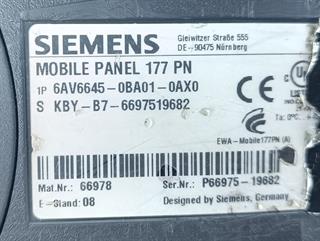 SIEMENS
Gleiwitzer Straße 555
DE-90475 Nürnberg
MOBILE PANEL 177 PN
1P 6AV6645-0BA01-0AX0
S KBY-B7-6697519682
UL
EWA-Mobile177PN (A)
Mat.Nr.: 66978
Ser.Nr.: P66975-19682
E-Stand: 08
Designed by Siemens, Germany